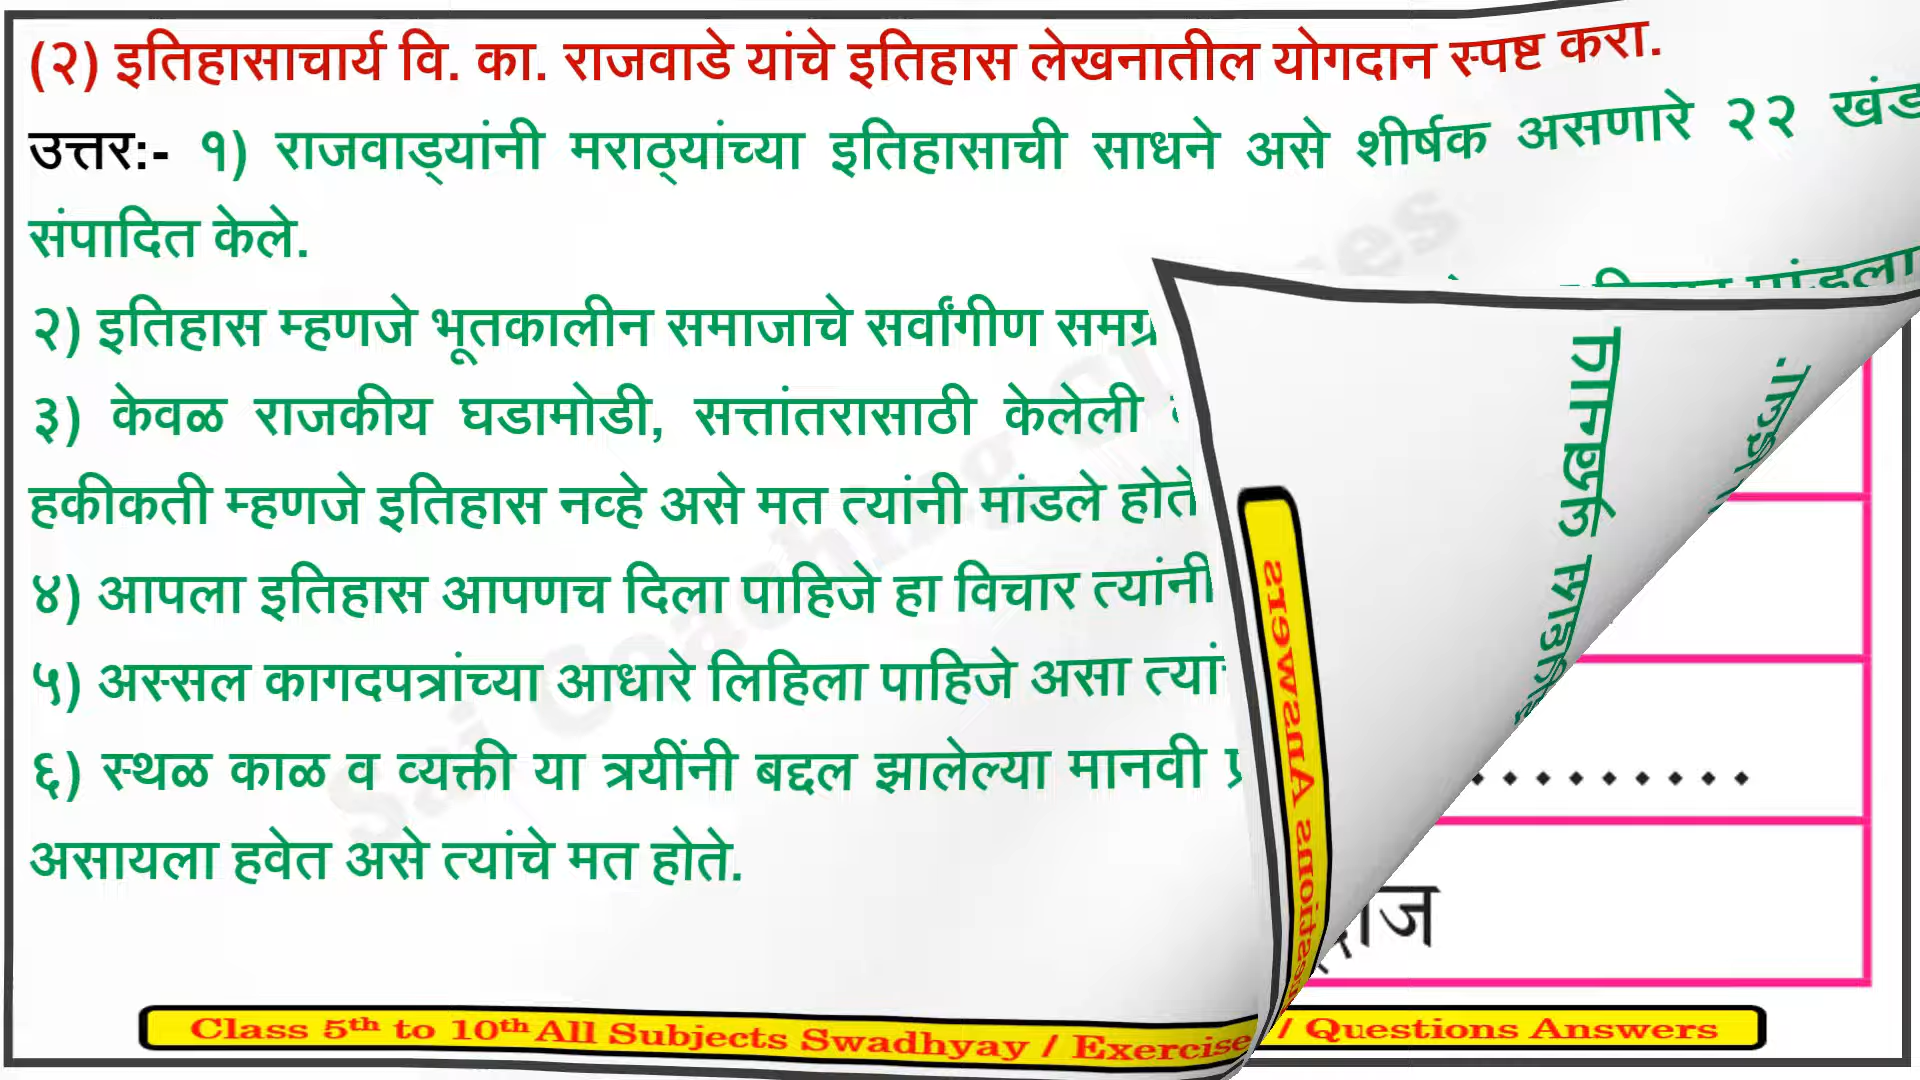 (२) इतिहासाचार्य वि. का. राजवाडे यांचे इतिहास लेखनातील योगदान स्पष्ट करा.
उत्तर:- १) राजवाड्यांनी मराठ्यांच्या इतिहासाची साधने असे शीर्षक असणारे २२ खंड
संपादित केले.
२) इतिहास म्हणजे भूतकालीन समाजाचे सर्वांगीण समग्र
३) केवळ राजकीय घडामोडी, सत्तांतरासाठी केलेली
हकीकती म्हणजे इतिहास नव्हे असे मत त्यांनी मांडले होते
४) आपला इतिहास आपणच दिला पाहिजे हा विचार त्यांनी
५) अस्सल कागदपत्रांच्या आधारे लिहिला पाहिजे असा
६) स्थळ काळ व व्यक्ती या त्रयींनी बद्दल झालेल्या मानवी
असायला हवेत असे त्यांचे मत होते.
Sai Coaching
Answers
Class 5th to 10th All Subjects Swadhyay / Exercise / Questions Answers